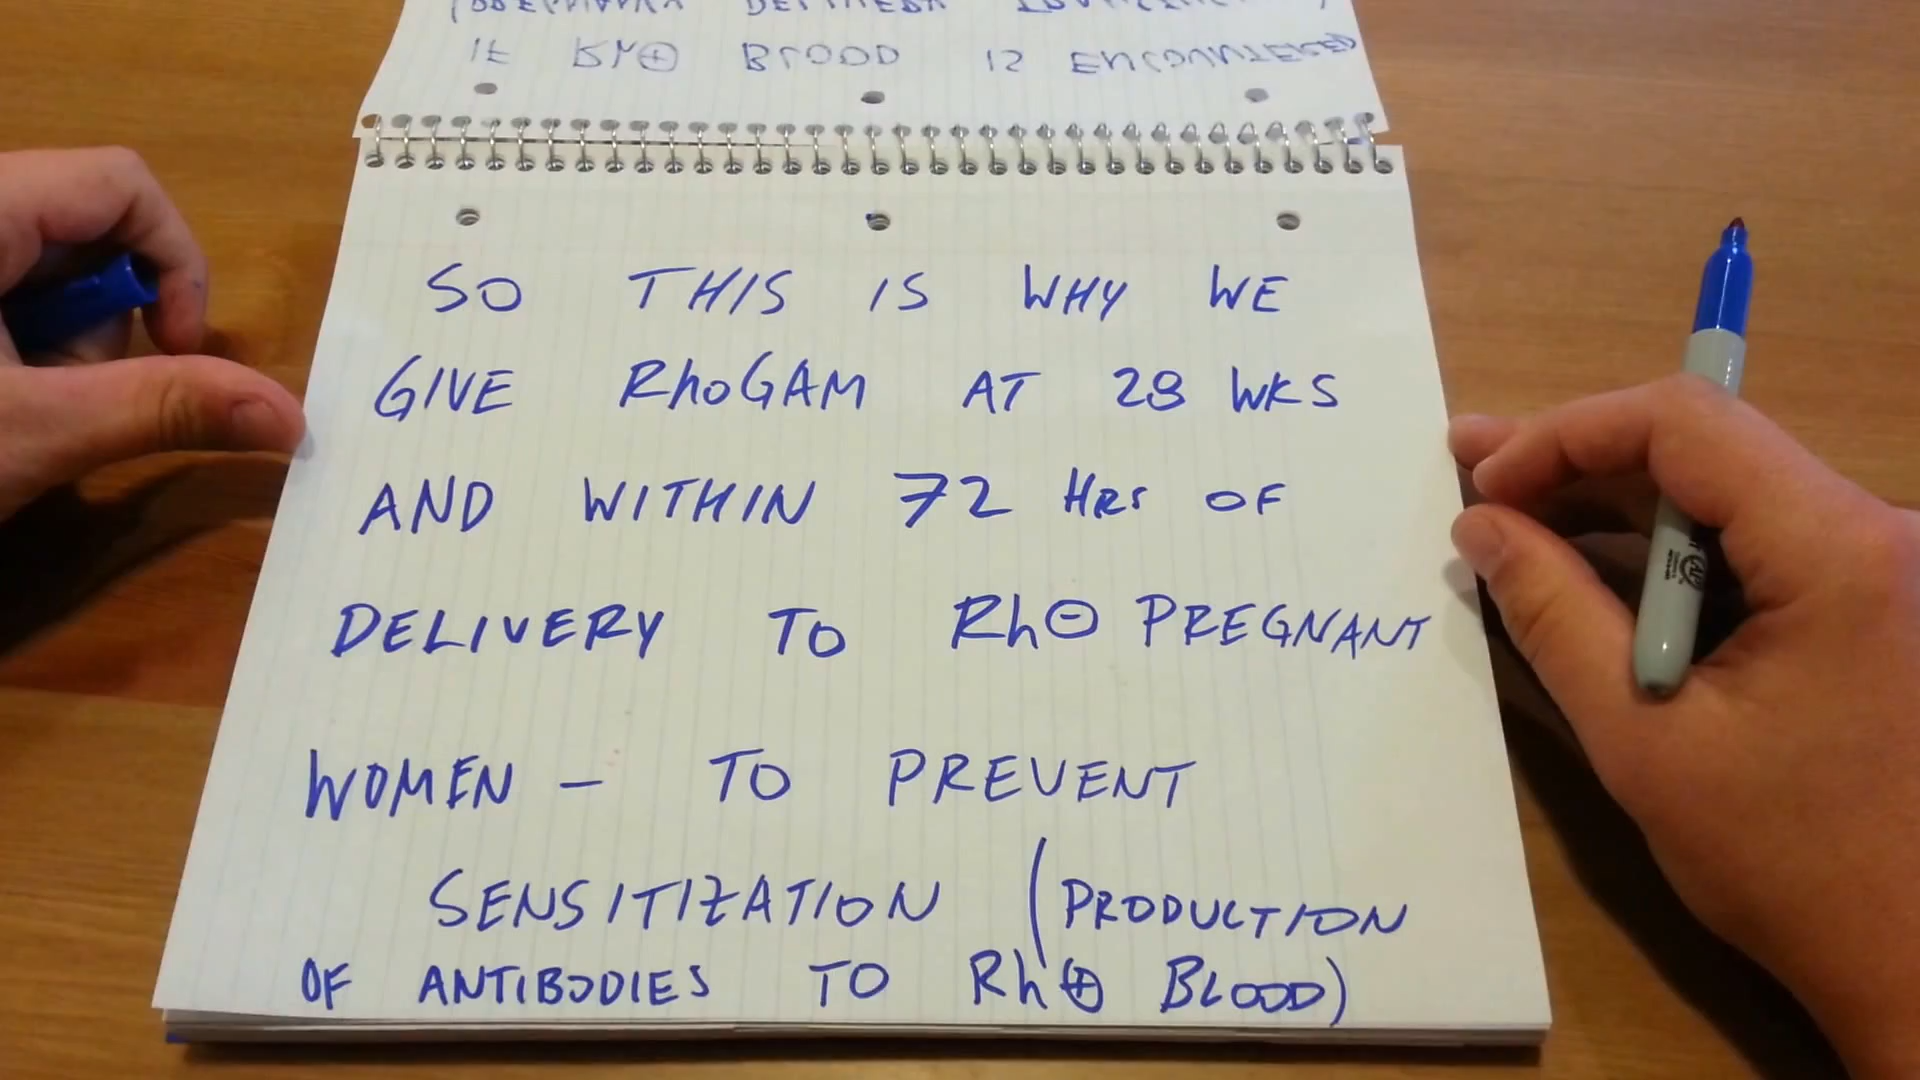 IF Rh⊕ BLOOD IS ENCOUNTERED
SO THIS IS WHY WE
GIVE RhoGAM AT 28 WKS
AND WITHIN 72 HRS OF
DELIVERY TO Rh⊖ PREGNANT
WOMEN – TO PREVENT
SENSITIZATION (PRODUCTION
OF ANTIBODIES TO Rh⊕ BLOOD)